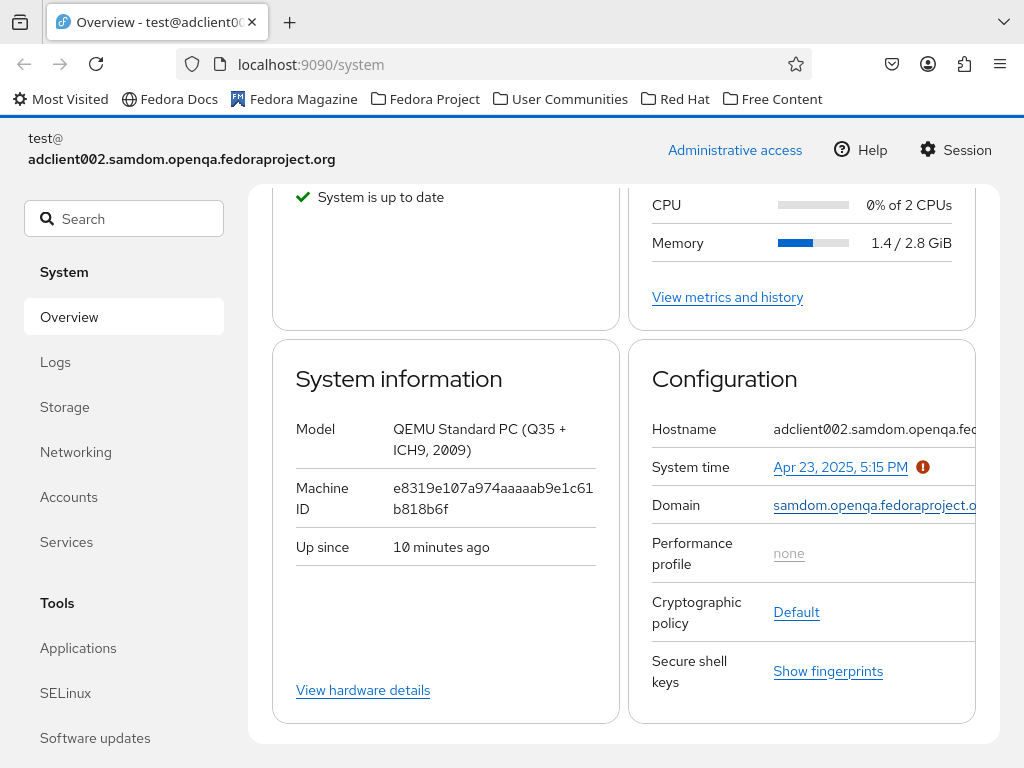 Overview - test@adclient00
localhost:9090/system
Most Visited
Fedora Docs
Fedora Magazine
Fedora Project
User Communities
Red Hat
Free Content
test@
adclient002.samdom.openqa.fedoraproject.org
Administrative access
Help
Session
Search
System
Overview
Logs
Storage
Networking
Accounts
Services
Tools
Applications
SELinux
Software updates
System is up to date
CPU
0% of 2 CPUs
Memory
1.4 / 2.8 GiB
View metrics and history
System information
Model
QEMU Standard PC (Q35 +
ICH9, 2009)
Machine
ID
e8319e107a974aaaaab9e1c61
b818b6f
Up since
10 minutes ago
View hardware details
Configuration
Hostname
adclient002.samdom.openqa.fed
System time
Apr 23, 2025, 5:15 PM
Domain
samdom.openqa.fedoraproject.o
Performance
profile
none
Cryptographic
policy
Default
Secure shell
keys
Show fingerprints